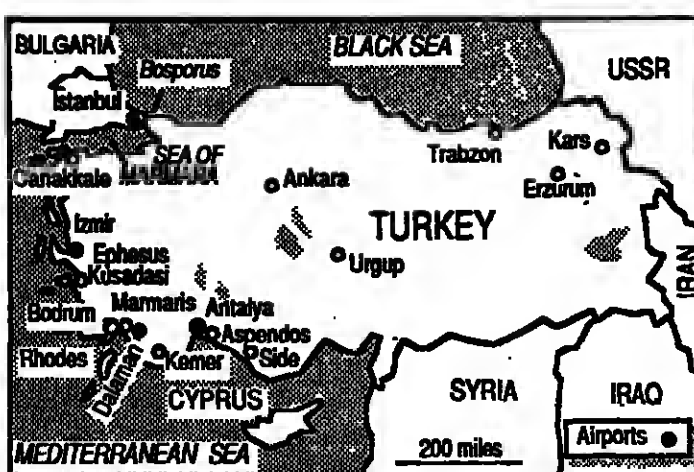 BULGARIA
BLACK SEA
Bosporus
USSR
Istanbul
SEA OF
MARMARA
Trabzon
Kars
Canakkale
Ankara
Erzurum
TURKEY
Izmir
Ephesus
Urgup
IRAN
Kusadasi
Bodrum
Marmaris
Antalya
Aspendos
Rhodes
Dalaman
Kemer
Side
CYPRUS
SYRIA
IRAQ
MEDITERRANEAN SEA
200 miles
Airports